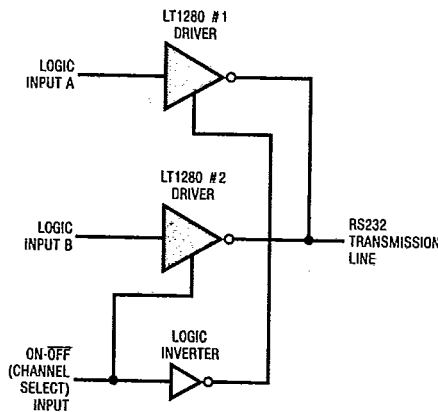 LT1280 #1
DRIVER
LOGIC
INPUT A
LT1280 #2
DRIVER
LOGIC
INPUT B
RS232
TRANSMISSION
LINE
LOGIC
INVERTER
ON-O̅F̅F̅
(CHANNEL
SELECT)
INPUT